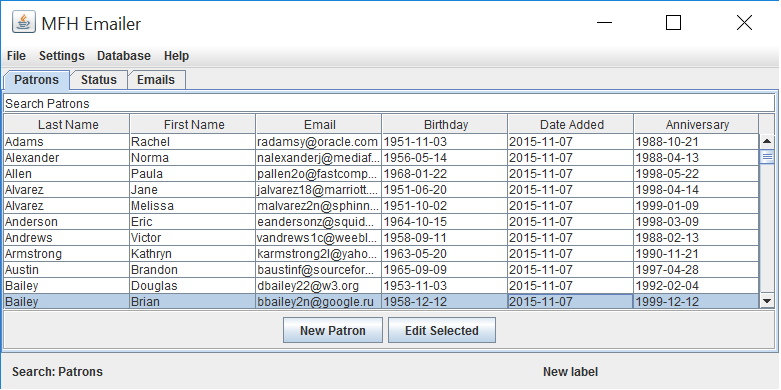 MFH Emailer
File Settings Database Help
Patrons Status Emails
Search Patrons
Last Name First Name Email Birthday Date Added Anniversary
Adams Rachel radamsy@oracle.com 1951-11-03 2015-11-07 1988-10-21
Alexander Norma nalexanderj@mediaf... 1956-05-14 2015-11-07 1988-04-13
Allen Paula pallen2o@fastcomp... 1968-01-22 2015-11-07 1998-05-22
Alvarez Jane jalvarez18@marriott.... 1951-06-20 2015-11-07 1998-04-14
Alvarez Melissa malvarez2n@sphinn... 1951-10-02 2015-11-07 1999-01-09
Anderson Eric eandersonz@squid... 1964-10-15 2015-11-07 1998-03-09
Andrews Victor vandrews1c@weebl... 1958-09-11 2015-11-07 1988-02-13
Armstrong Kathryn karmstrong2l@yaho... 1963-05-20 2015-11-07 1990-11-21
Austin Brandon baustinf@sourcefor... 1965-09-09 2015-11-07 1997-04-28
Bailey Douglas dbailey22@w3.org 1953-11-03 2015-11-07 1992-02-04
Bailey Brian bbailey2n@google.ru 1958-12-12 2015-11-07 1999-12-12
New Patron Edit Selected
Search: Patrons New label